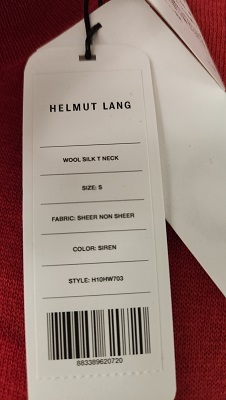 HELMUT LANG
WOOL SILK T NECK
SIZE: S
FABRIC: SHEER NON SHEER
COLOR: SIREN
STYLE: H10HW703
883389620720